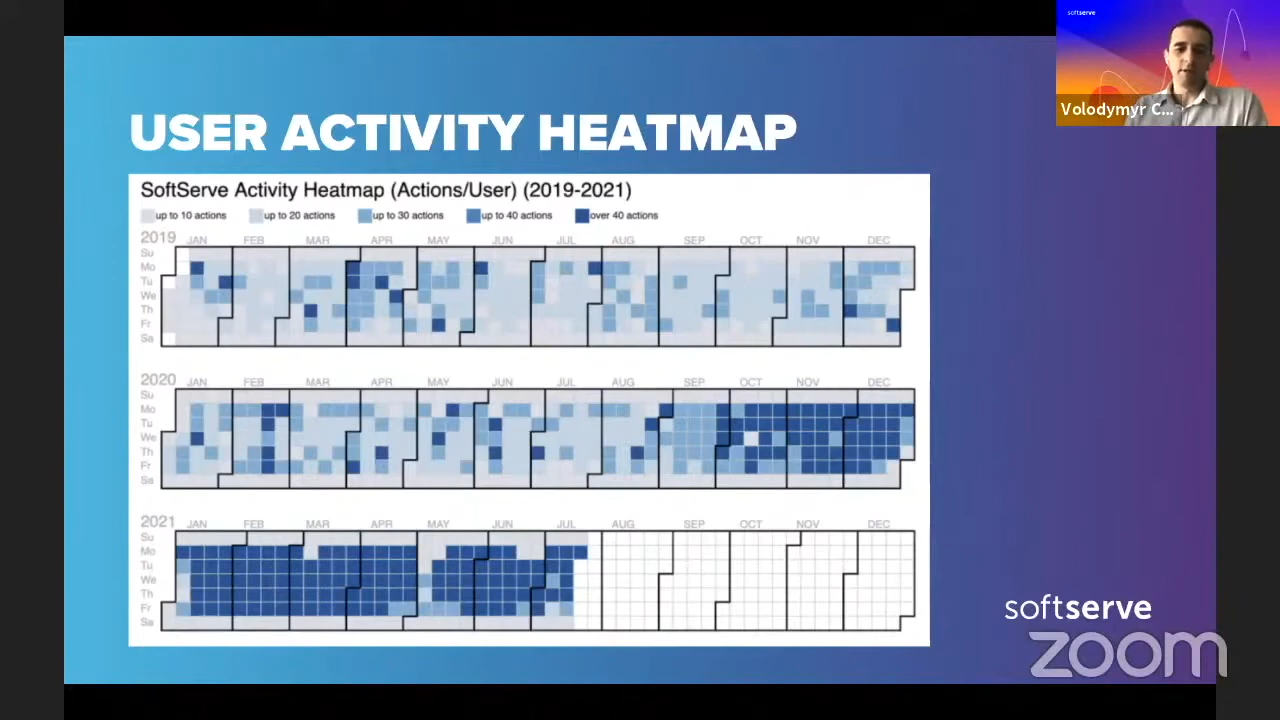 softserve
Volodymyr C...
USER ACTIVITY HEATMAP
SoftServe Activity Heatmap (Actions/User) (2019-2021)
up to 10 actions up to 20 actions up to 30 actions up to 40 actions over 40 actions
2019 JAN FEB MAR APR MAY JUN JUL AUG SEP OCT NOV DEC
Su
Mo
Tu
We
Th
Fr
Sa
2020 JAN FEB MAR APR MAY JUN JUL AUG SEP OCT NOV DEC
Su
Mo
Tu
We
Th
Fr
Sa
2021 JAN FEB MAR APR MAY JUN JUL AUG SEP OCT NOV DEC
Su
Mo
Tu
We
Th
Fr
Sa
softserve
zoom